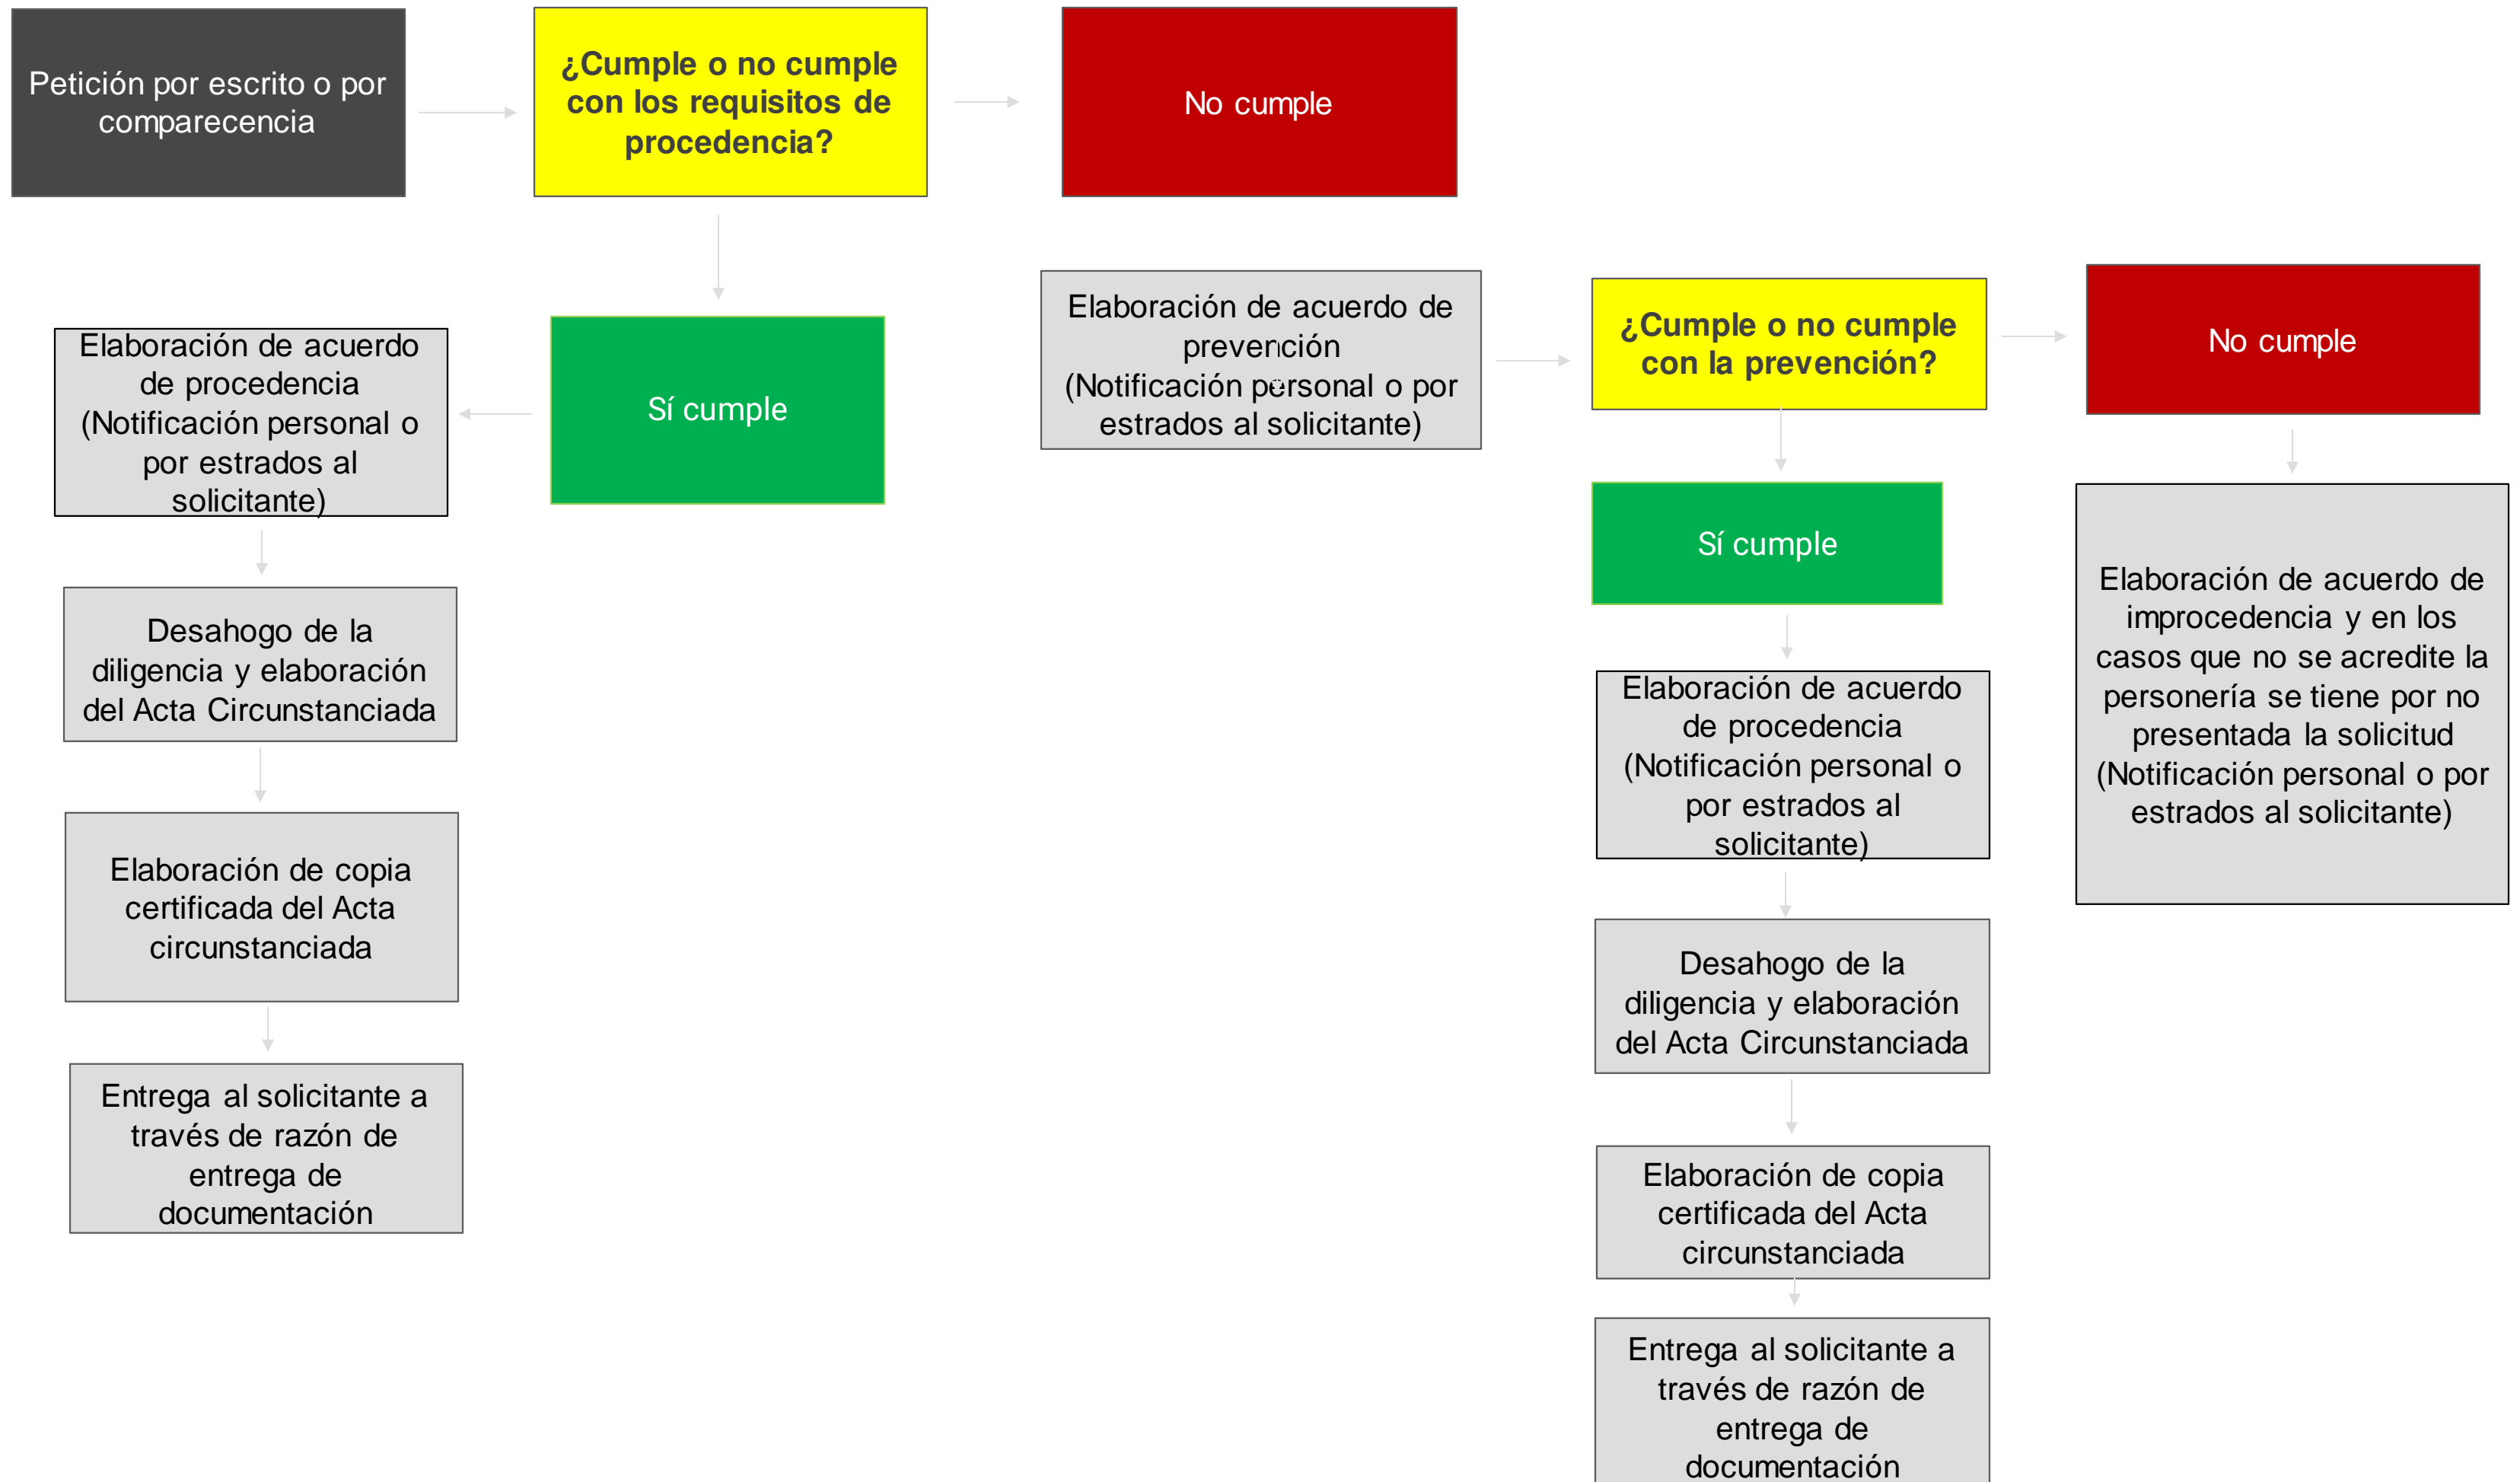 Petición por escrito o por
comparecencia
¿Cumple o no cumple
con los requisitos de
procedencia?
No cumple
Sí cumple
Elaboración de acuerdo
de procedencia
(Notificación personal o
por estrados al
solicitante)
Desahogo de la
diligencia y elaboración
del Acta Circunstanciada
Elaboración de copia
certificada del Acta
circunstanciada
Entrega al solicitante a
través de razón de
entrega de
documentación
Elaboración de acuerdo de
prevención
(Notificación personal o por
estrados al solicitante)
¿Cumple o no cumple
con la prevención?
No cumple
Sí cumple
Elaboración de acuerdo
de procedencia
(Notificación personal o
por estrados al
solicitante)
Desahogo de la
diligencia y elaboración
del Acta Circunstanciada
Elaboración de copia
certificada del Acta
circunstanciada
Entrega al solicitante a
través de razón de
entrega de
documentación
Elaboración de acuerdo de
improcedencia y en los
casos que no se acredite la
personería se tiene por no
presentada la solicitud
(Notificación personal o por
estrados al solicitante)